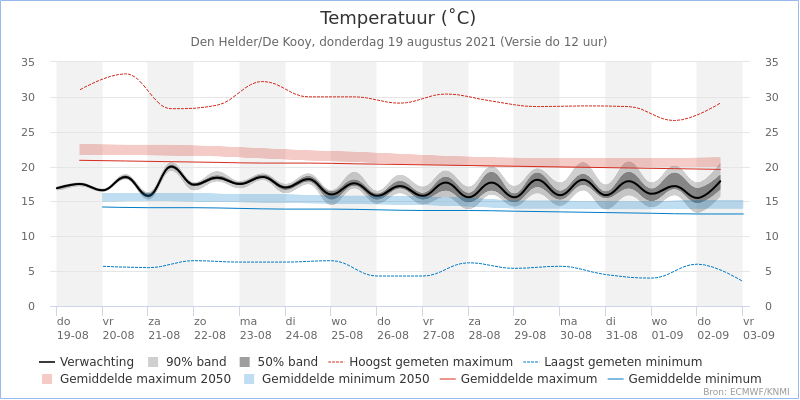 Temperatuur (˚C)
Den Helder/De Kooy, donderdag 19 augustus 2021 (Versie do 12 uur)
35 35
30 30
25 25
20 20
15 15
10 10
5 5
0 0
do vr za zo ma di wo do vr za zo ma di wo do vr
19-08 20-08 21-08 22-08 23-08 24-08 25-08 26-08 27-08 28-08 29-08 30-08 31-08 01-09 02-09 03-09
Verwachting 90% band 50% band Hoogst gemeten maximum Laagst gemeten minimum
Gemiddelde maximum 2050 Gemiddelde minimum 2050 Gemiddelde maximum Gemiddelde minimum
Bron: ECMWF/KNMI